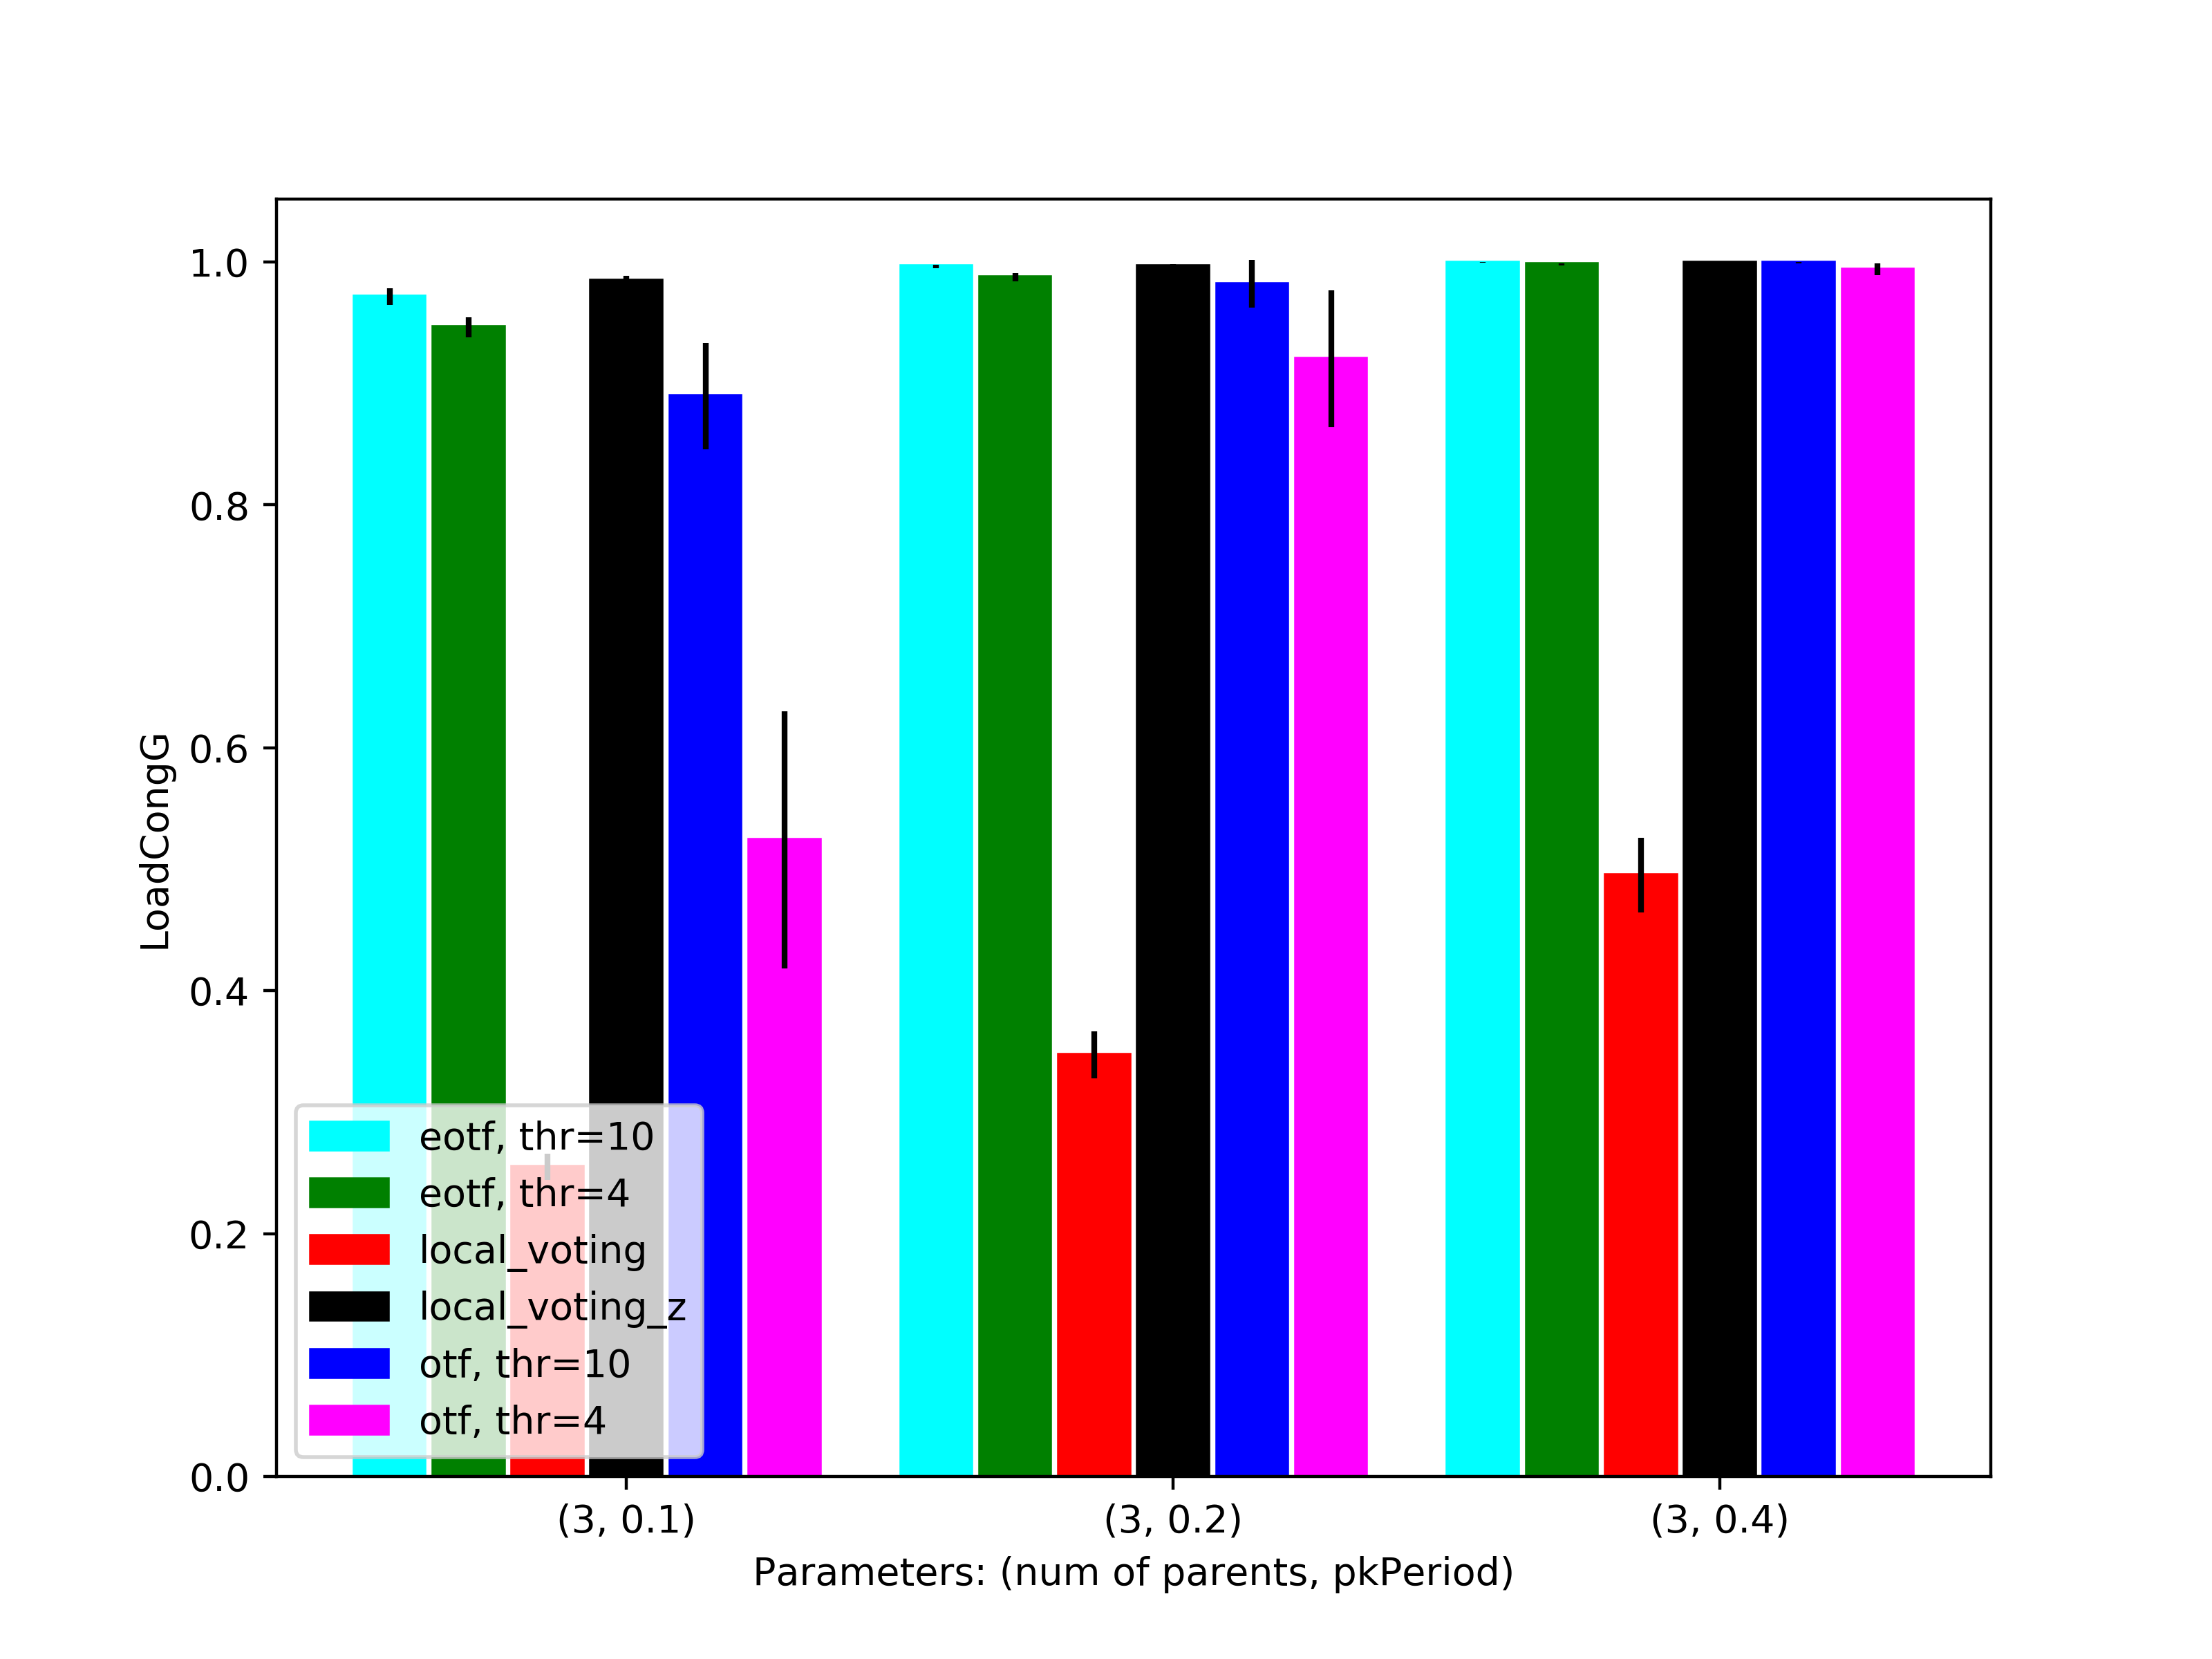 1.0
0.8
0.6
0.4
0.2
0.0
LoadCongG
eotf, thr=10
eotf, thr=4
local_voting
local_voting_z
otf, thr=10
otf, thr=4
(3, 0.1) (3, 0.2) (3, 0.4)
Parameters: (num of parents, pkPeriod)